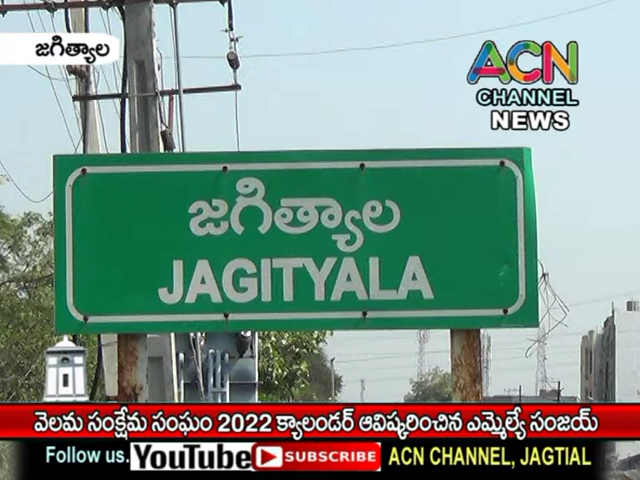 జగిత్యాల
ACN
CHANNEL
NEWS
జగిత్యాల
JAGITYALA
వెలమ సంక్షేమ సంఘం 2022 క్యాలండర్ ఆవిష్కరించిన ఎమ్మెల్యే సంజయ్
Follow us. YouTube SUBSCRIBE ACN CHANNEL, JAGTIAL